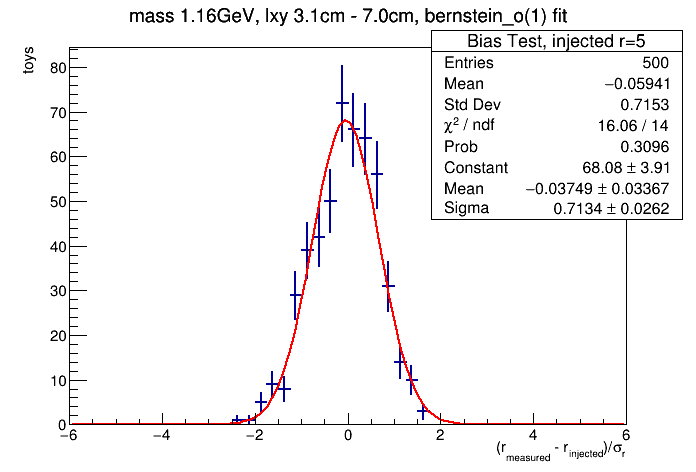 mass 1.16GeV, lxy 3.1cm - 7.0cm, bernstein_o(1) fit
Bias Test, injected r=5
Entries 500
Mean −0.05941
Std Dev 0.7153
χ² / ndf 16.06 / 14
Prob 0.3096
Constant 68.08 ± 3.91
Mean −0.03749 ± 0.03367
Sigma 0.7134 ± 0.0262
toys
80
70
60
50
40
30
20
10
0
−6 −4 −2 0 2 4 6
(r_measured - r_injected)/σ_r